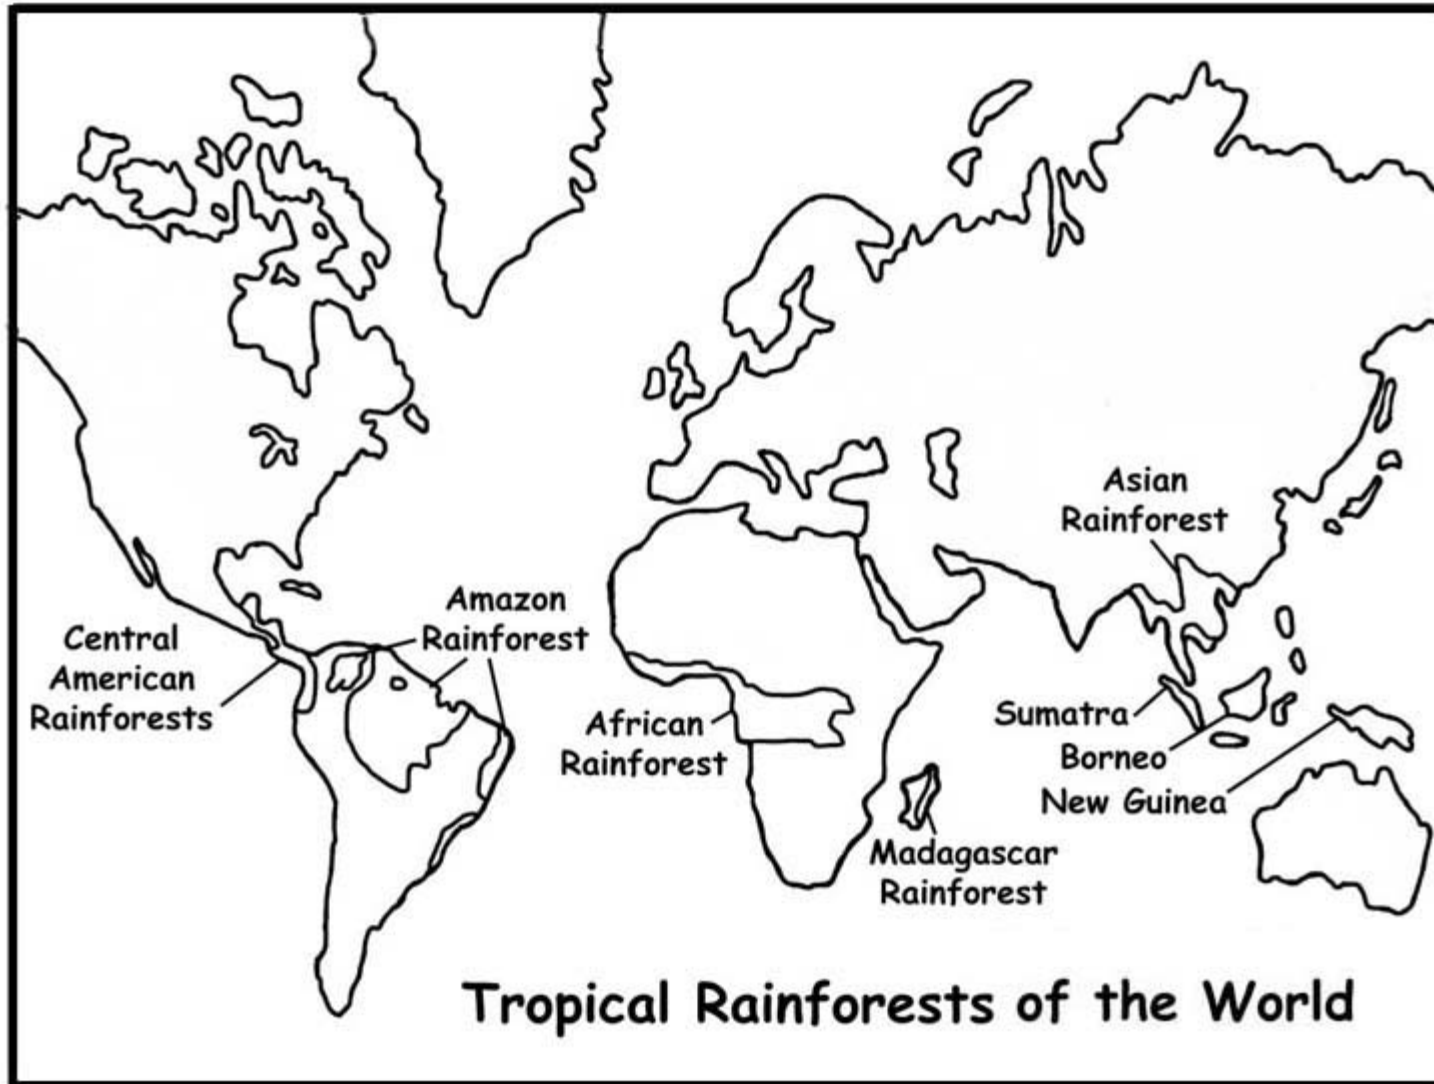 Asian
Rainforest
Amazon
Rainforest
Central
American
Rainforests
African
Rainforest
Sumatra
Borneo
New Guinea
Madagascar
Rainforest
Tropical Rainforests of the World